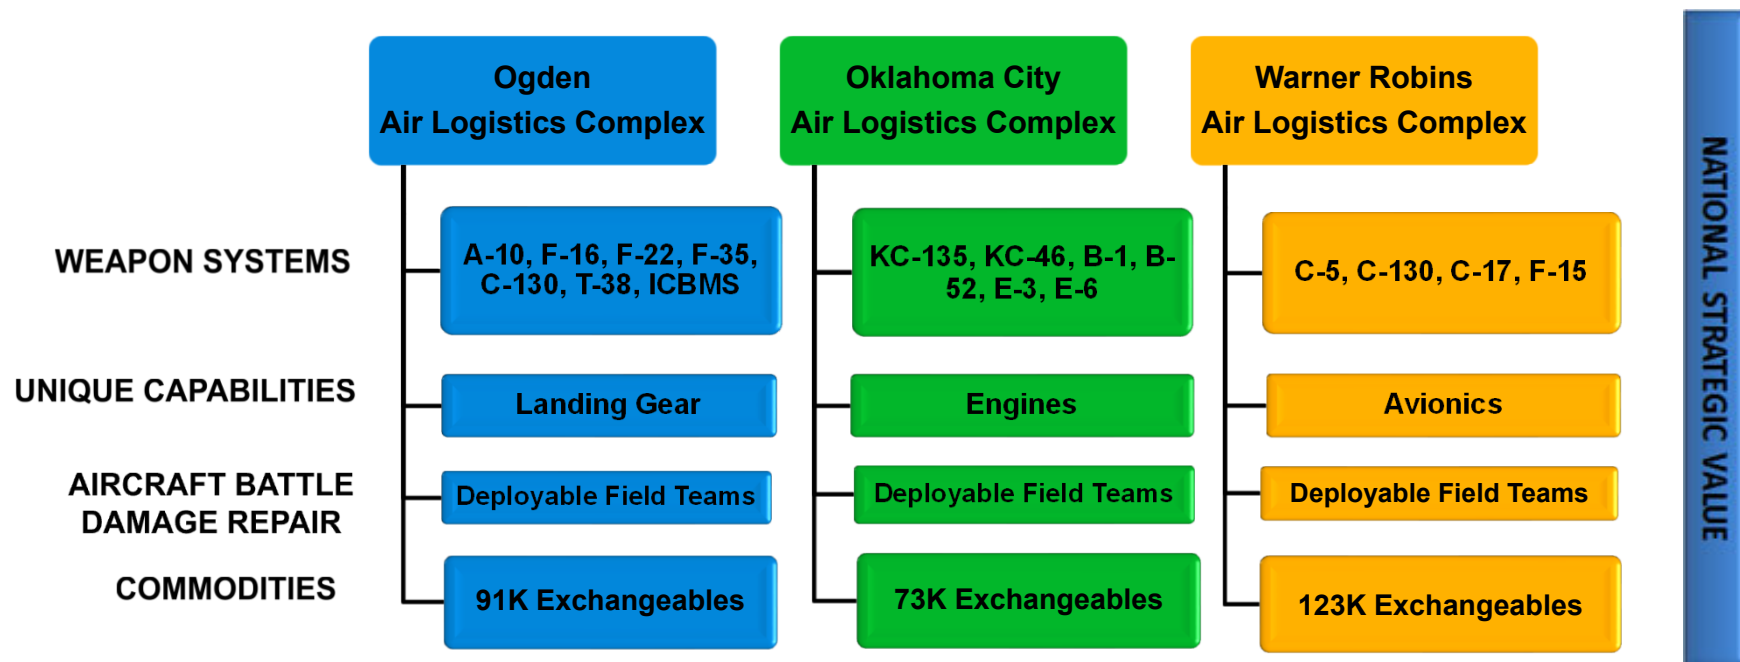 Ogden
Air Logistics Complex
Oklahoma City
Air Logistics Complex
Warner Robins
Air Logistics Complex
WEAPON SYSTEMS
A-10, F-16, F-22, F-35,
C-130, T-38, ICBMS
KC-135, KC-46, B-1, B-
52, E-3, E-6
C-5, C-130, C-17, F-15
UNIQUE CAPABILITIES
Landing Gear
Engines
Avionics
AIRCRAFT BATTLE
DAMAGE REPAIR
Deployable Field Teams
Deployable Field Teams
Deployable Field Teams
COMMODITIES
91K Exchangeables
73K Exchangeables
123K Exchangeables
NATIONAL STRATEGIC VALUE